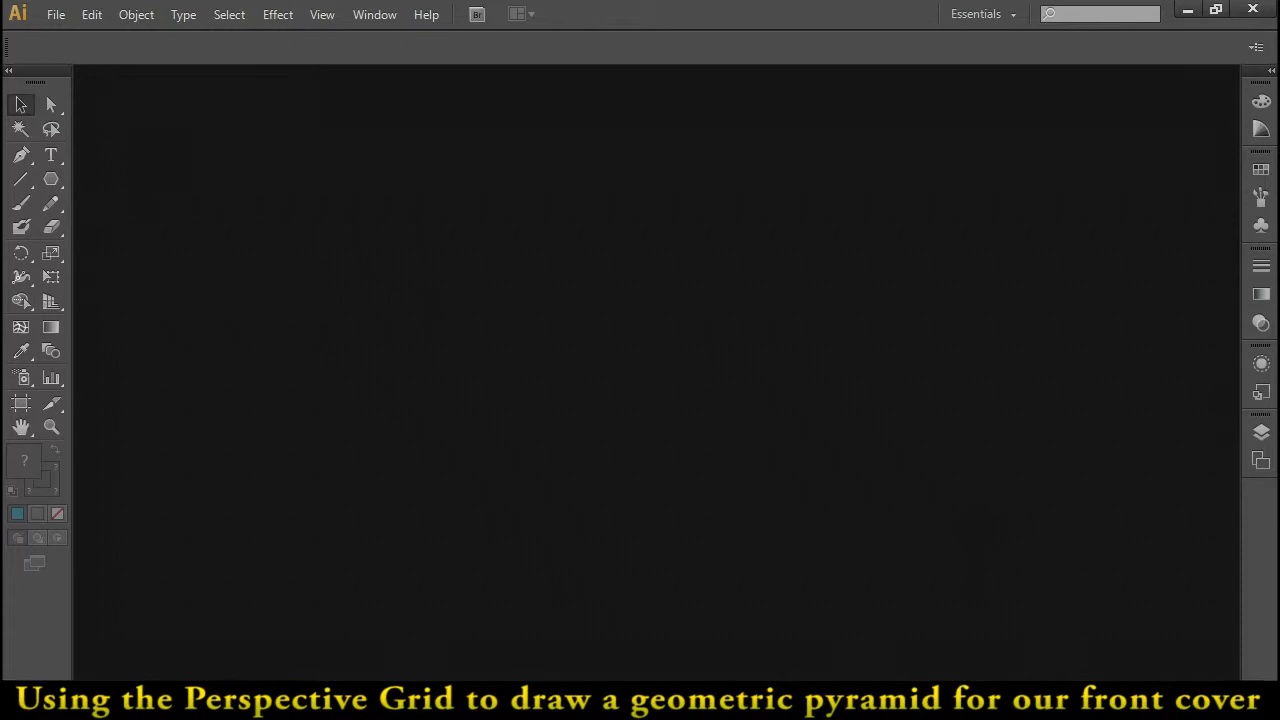 Ai File Edit Object Type Select Effect View Window Help Br Essentials
T
?
? ? ?
Using the Perspective Grid to draw a geometric pyramid for our front cover